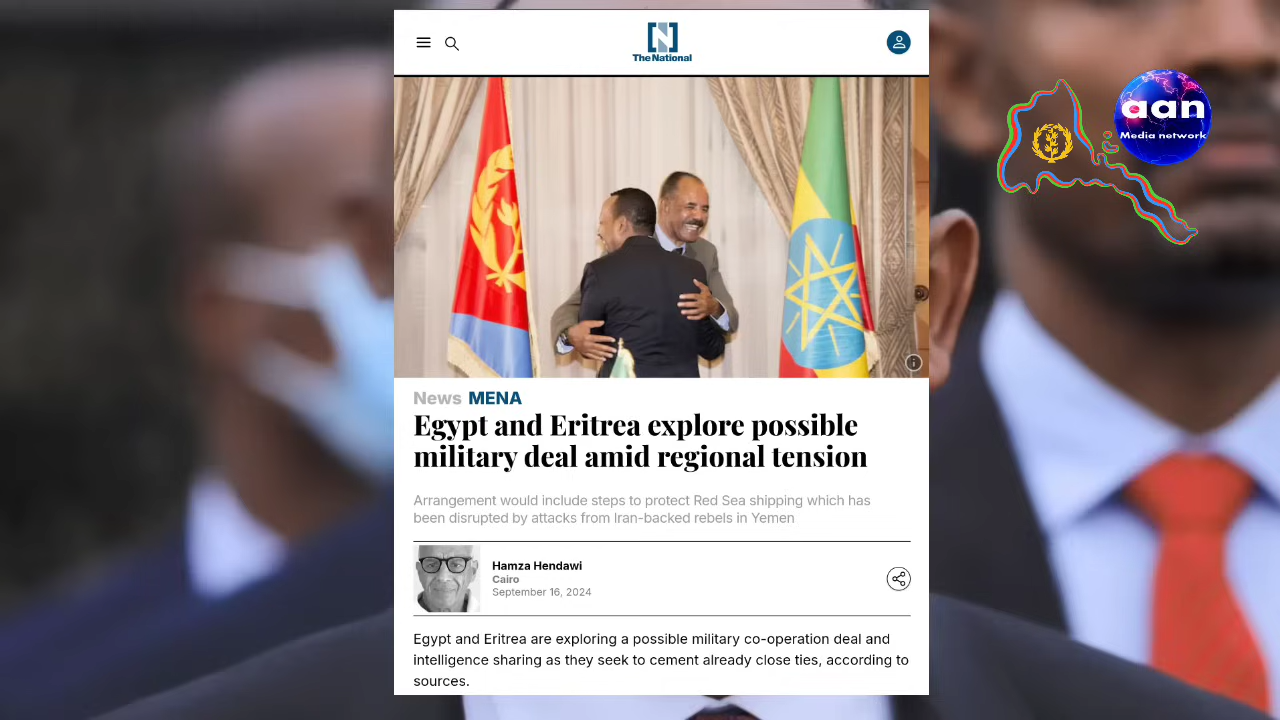 The National
aan
Media network
News MENA
Egypt and Eritrea explore possible
military deal amid regional tension
Arrangement would include steps to protect Red Sea shipping which has
been disrupted by attacks from Iran-backed rebels in Yemen
Hamza Hendawi
Cairo
September 16, 2024
Egypt and Eritrea are exploring a possible military co-operation deal and
intelligence sharing as they seek to cement already close ties, according to
sources.